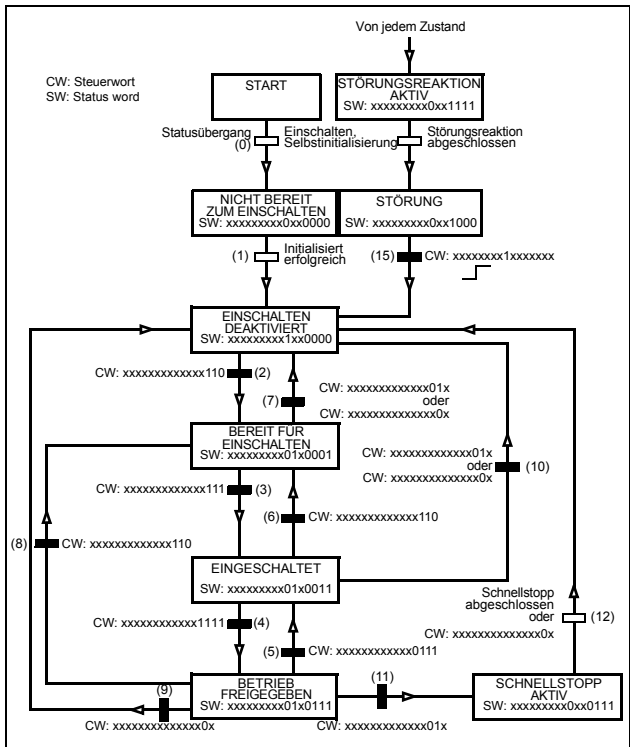 Von jedem Zustand
CW: Steuerwort
SW: Status word
START
STÖRUNGSREAKTION
AKTIV
SW: xxxxxxxxx0xx1111
Statusübergang
(0)
Einschalten,
Selbstinitialisierung
Störungsreaktion
abgeschlossen
NICHT BEREIT
ZUM EINSCHALTEN
SW: xxxxxxxxx0xx0000
STÖRUNG
SW: xxxxxxxxx0xx1000
(1)
Initialisiert
erfolgreich
(15)
CW: xxxxxxxx1xxxxxxx
EINSCHALTEN
DEAKTIVIERT
SW: xxxxxxxxx1xx0000
CW: xxxxxxxxxxxxx110
(2)
(7)
CW: xxxxxxxxxxxxx01x
oder
CW: xxxxxxxxxxxxxx0x
BEREIT FÜR
EINSCHALTEN
SW: xxxxxxxxx01x0001
CW: xxxxxxxxxxxxx01x
oder
CW: xxxxxxxxxxxxxx0x
(10)
CW: xxxxxxxxxxxxx111
(3)
(6)
CW: xxxxxxxxxxxxx110
(8)
CW: xxxxxxxxxxxxx110
EINGESCHALTET
SW: xxxxxxxxx01x0011
Schnellstopp
abgeschlossen
oder
(12)
CW: xxxxxxxxxxxxxx0x
CW: xxxxxxxxxxxx1111
(4)
(5)
CW: xxxxxxxxxxxx0111
(9)
(11)
BETRIEB
FREIGEGEBEN
SW: xxxxxxxxx01x0111
SCHNELLSTOPP
AKTIV
SW: xxxxxxxxx0xx0111
CW: xxxxxxxxxxxxxx0x
CW: xxxxxxxxxxxxx01x